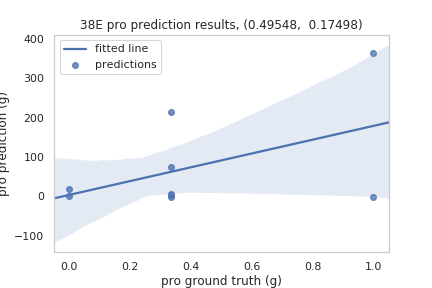 38E pro prediction results, (0.49548,  0.17498)
fitted line
predictions
400
300
200
100
0
−100
pro prediction (g)
0.0
0.2
0.4
0.6
0.8
1.0
pro ground truth (g)